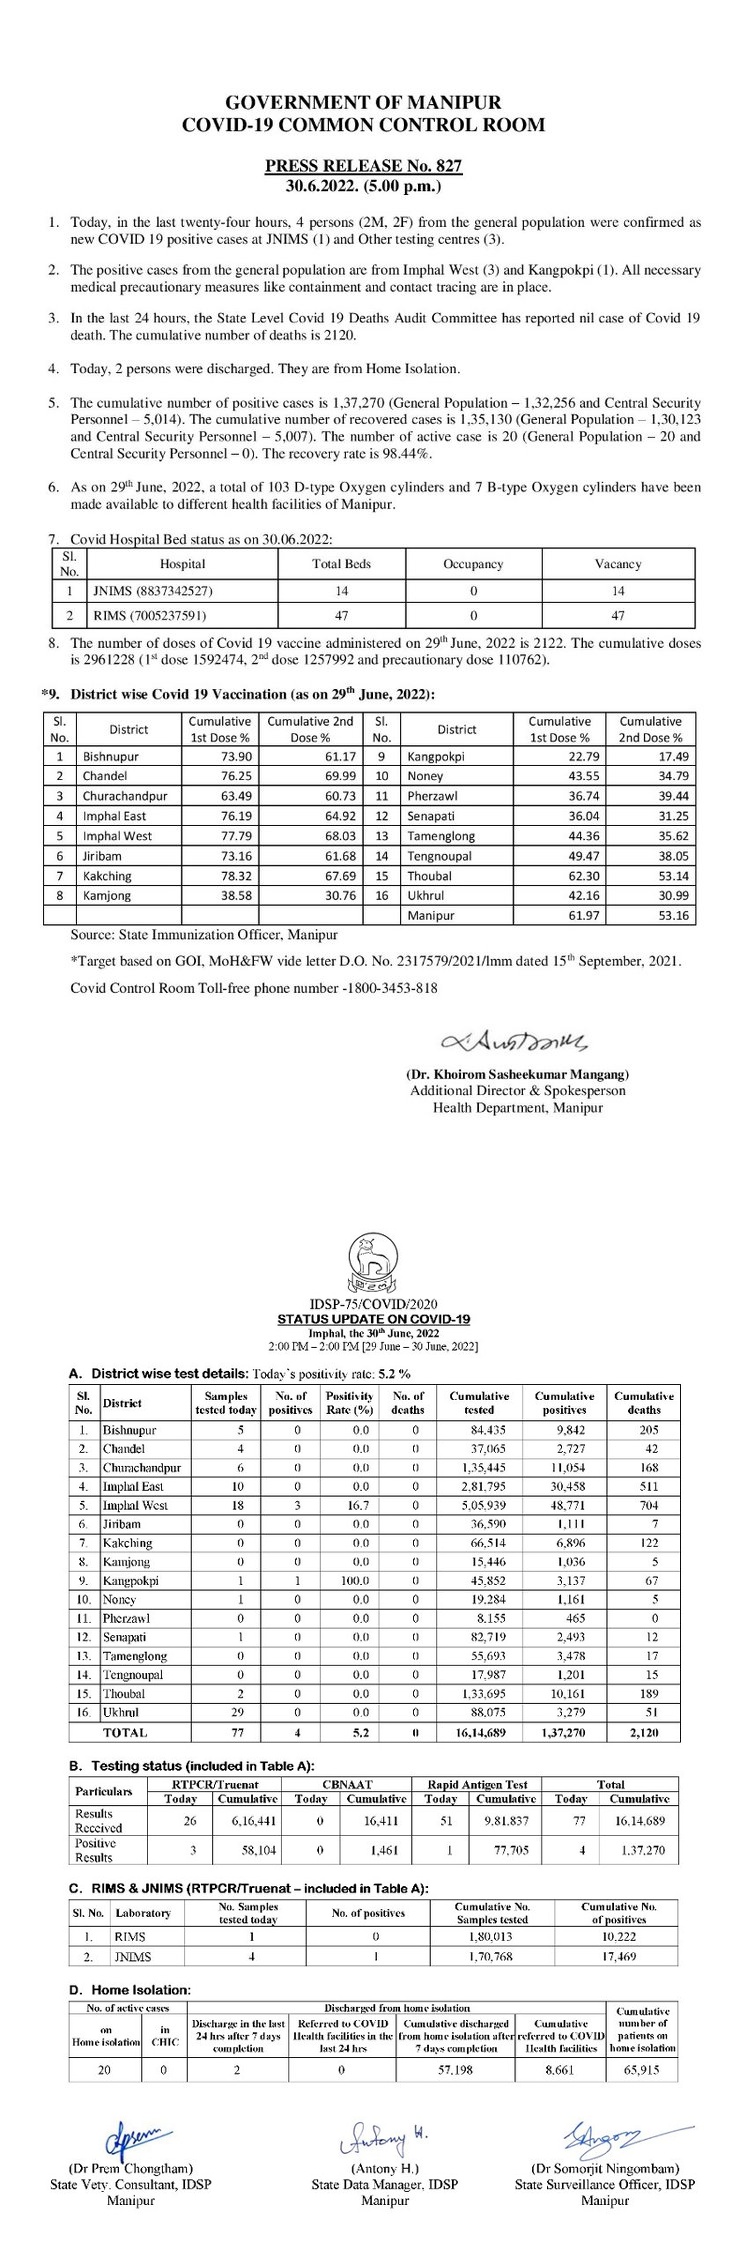 GOVERNMENT OF MANIPUR
COVID-19 COMMON CONTROL ROOM
PRESS RELEASE No. 827
30.6.2022. (5.00 p.m.)
1. Today, in the last twenty-four hours, 4 persons (2M, 2F) from the general population were confirmed as
new COVID 19 positive cases at JNIMS (1) and Other testing centres (3).
2. The positive cases from the general population are from Imphal West (3) and Kangpokpi (1). All necessary
medical precautionary measures like containment and contact tracing are in place.
3. In the last 24 hours, the State Level Covid 19 Deaths Audit Committee has reported nil case of Covid 19
death. The cumulative number of deaths is 2120.
4. Today, 2 persons were discharged. They are from Home Isolation.
5. The cumulative number of positive cases is 1,37,270 (General Population – 1,32,256 and Central Security
Personnel – 5,014). The cumulative number of recovered cases is 1,35,130 (General Population – 1,30,123
and Central Security Personnel – 5,007). The number of active case is 20 (General Population – 20 and
Central Security Personnel – 0). The recovery rate is 98.44%.
6. As on 29th June, 2022, a total of 103 D-type Oxygen cylinders and 7 B-type Oxygen cylinders have been
made available to different health facilities of Manipur.
7. Covid Hospital Bed status as on 30.06.2022:
Sl. No. Hospital Total Beds Occupancy Vacancy
1 JNIMS (8837342527) 14 0 14
2 RIMS (7005237591) 47 0 47
8. The number of doses of Covid 19 vaccine administered on 29th June, 2022 is 2122. The cumulative doses
is 2961228 (1st dose 1592474, 2nd dose 1257992 and precautionary dose 110762).
*9. District wise Covid 19 Vaccination (as on 29th June, 2022):
Sl. No. District Cumulative 1st Dose % Cumulative 2nd Dose % Sl. No. District Cumulative 1st Dose % Cumulative 2nd Dose %
1 Bishnupur 73.90 61.17 9 Kangpokpi 22.79 17.49
2 Chandel 76.25 69.99 10 Noney 43.55 34.79
3 Churachandpur 63.49 60.73 11 Pherzawl 36.74 39.44
4 Imphal East 76.19 64.92 12 Senapati 36.04 31.25
5 Imphal West 77.79 68.03 13 Tamenglong 44.36 35.62
6 Jiribam 73.16 61.68 14 Tengnoupal 49.47 38.05
7 Kakching 78.32 67.69 15 Thoubal 62.30 53.14
8 Kamjong 38.58 30.76 16 Ukhrul 42.16 30.99
Manipur 61.97 53.16
Source: State Immunization Officer, Manipur
*Target based on GOI, MoH&FW vide letter D.O. No. 2317579/2021/lmm dated 15th September, 2021.
Covid Control Room Toll-free phone number -1800-3453-818
(Dr. Khoirom Sasheekumar Mangang)
Additional Director & Spokesperson
Health Department, Manipur
IDSP-75/COVID/2020
STATUS UPDATE ON COVID-19
Imphal, the 30th June, 2022
2:00 PM – 2:00 PM [29 June – 30 June, 2022]
A. District wise test details: Today's positivity rate: 5.2 %
Sl. No. District Samples tested today No. of positives Positivity Rate (%) No. of deaths Cumulative tested Cumulative positives Cumulative deaths
1. Bishnupur 5 0 0.0 0 84,435 9,842 205
2. Chandel 4 0 0.0 0 37,065 2,727 42
3. Churachandpur 6 0 0.0 0 1,35,445 11,054 168
4. Imphal East 10 0 0.0 0 2,81,795 30,458 511
5. Imphal West 18 3 16.7 0 5,05,939 48,771 704
6. Jiribam 0 0 0.0 0 36,590 1,111 7
7. Kakching 0 0 0.0 0 66,514 6,896 122
8. Kamjong 0 0 0.0 0 15,446 1,036 5
9. Kangpokpi 1 1 100.0 0 45,852 3,137 67
10. Noney 1 0 0.0 0 19,284 1,161 5
11. Pherzawl 0 0 0.0 0 8,155 465 0
12. Senapati 1 0 0.0 0 82,719 2,493 12
13. Tamenglong 0 0 0.0 0 55,693 3,478 17
14. Tengnoupal 0 0 0.0 0 17,987 1,201 15
15. Thoubal 2 0 0.0 0 1,33,695 10,161 189
16. Ukhrul 29 0 0.0 0 88,075 3,279 51
TOTAL 77 4 5.2 0 16,14,689 1,37,270 2,120
B. Testing status (included in Table A):
Particulars RTPCR/Truenat CBNAAT Rapid Antigen Test Total
Today Cumulative Today Cumulative Today Cumulative Today Cumulative
Results Received 26 6,16,441 0 16,411 51 9,81,837 77 16,14,689
Positive Results 3 58,104 0 1,461 1 77,705 4 1,37,270
C. RIMS & JNIMS (RTPCR/Truenat – included in Table A):
Sl. No. Laboratory No. Samples tested today No. of positives Cumulative No. Samples tested Cumulative No. of positives
1. RIMS 1 0 1,80,013 10,222
2. JNIMS 4 1 1,70,768 17,469
D. Home Isolation:
No. of active cases Discharged from home isolation Cumulative number of patients on home isolation
on Home isolation in CHIC Discharge in the last 24 hrs after 7 days completion Referred to COVID Health facilities in the last 24 hrs Cumulative discharged from home isolation after 7 days completion Cumulative referred to COVID Health facilities
20 0 2 0 57,198 8,661 65,915
Antony H.
(Dr Prem Chongtham) (Antony H.) (Dr Somorjit Ningombam)
State Vety. Consultant, IDSP State Data Manager, IDSP State Surveillance Officer, IDSP
Manipur Manipur Manipur